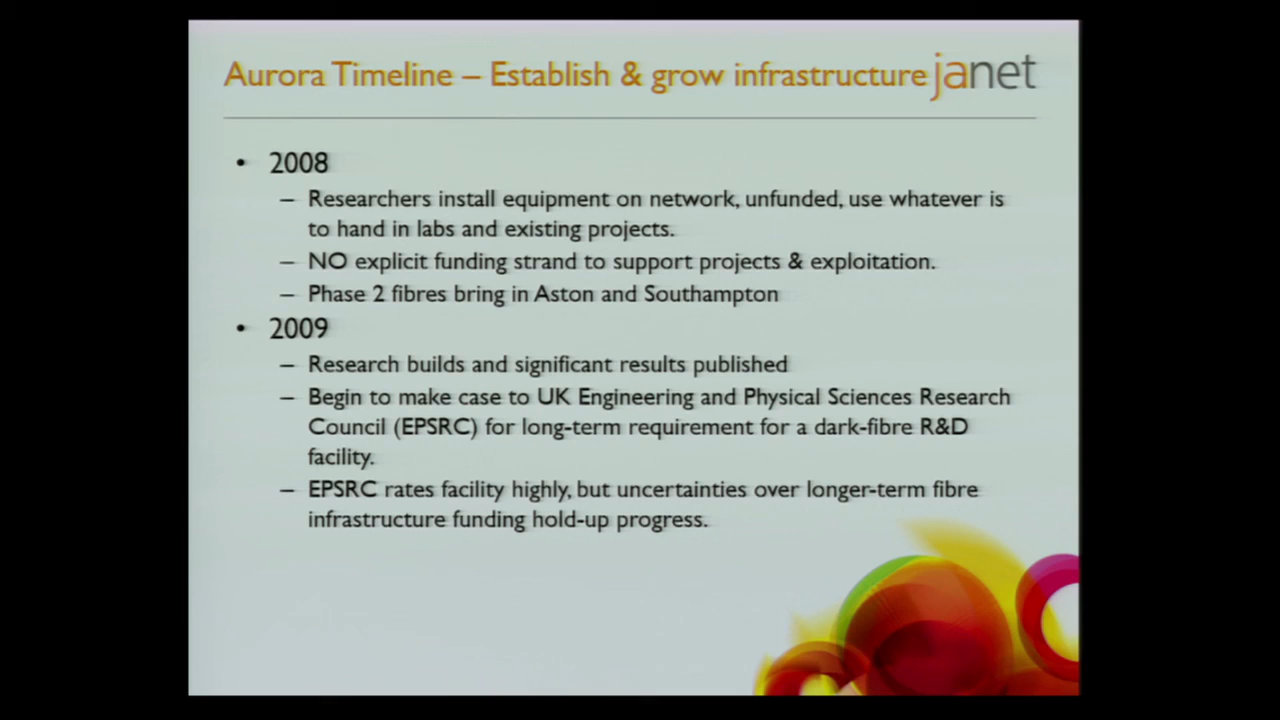 Aurora Timeline – Establish & grow infrastructure
janet
• 2008
– Researchers install equipment on network, unfunded, use whatever is
to hand in labs and existing projects.
– NO explicit funding strand to support projects & exploitation.
– Phase 2 fibres bring in Aston and Southampton
• 2009
– Research builds and significant results published
– Begin to make case to UK Engineering and Physical Sciences Research
Council (EPSRC) for long-term requirement for a dark-fibre R&D
facility.
– EPSRC rates facility highly, but uncertainties over longer-term fibre
infrastructure funding hold-up progress.